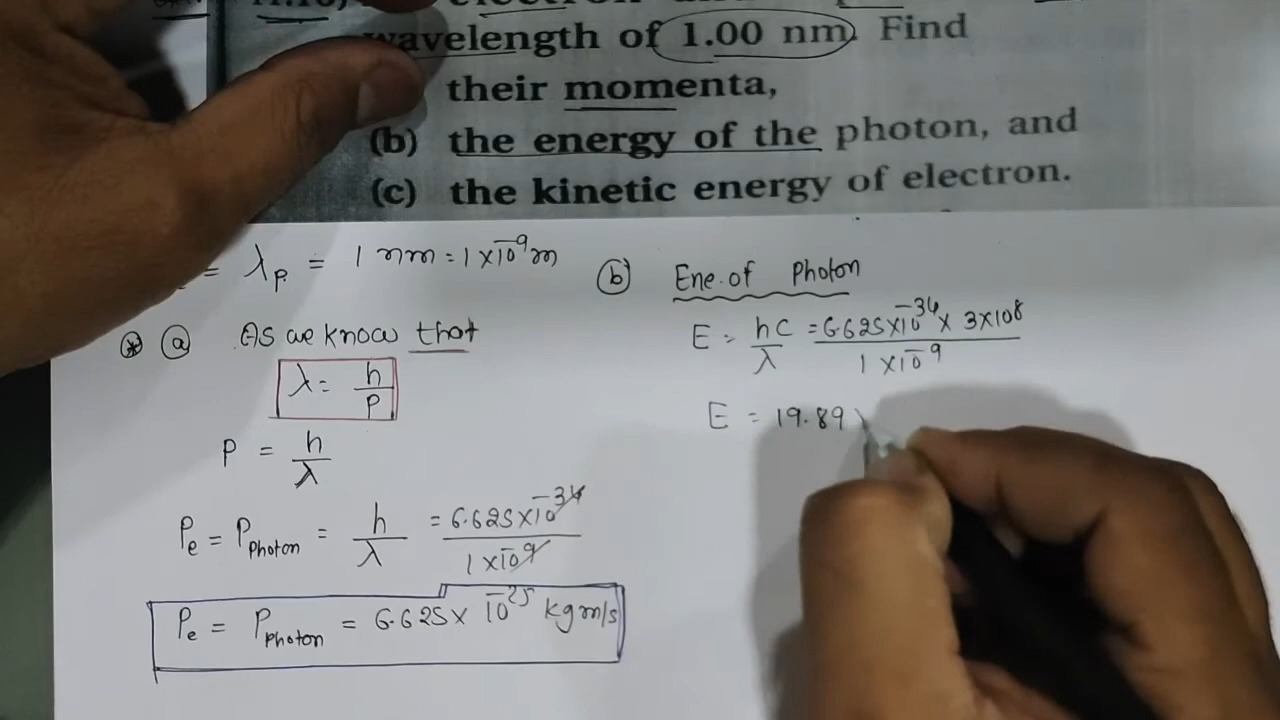 wavelength of 1.00 nm. Find
their momenta,
(b) the energy of the photon, and
(c) the kinetic energy of electron.
= λp = 1 nm = 1×10⁻⁹m
(a) As we know that
λ = h/P
P = h/λ
Pe = PPhoton = h/λ = 6.625×10⁻³⁴/1×10⁻⁹
Pe = PPhoton = 6.625× 10⁻²⁵ kgm/s
(b) Ene. of Photon
E = hc/λ = 6.625×10⁻³⁴ × 3×10⁸/1×10⁻⁹
E = 19.89